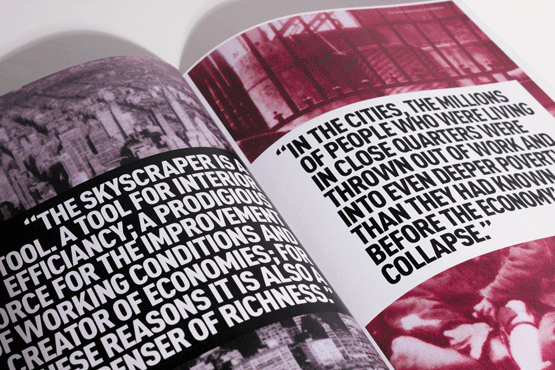 “THE SKYSCRAPER IS A
TOOL. A TOOL FOR INTERIOR
EFFICIANCY; A PRODIGIOUS
FORCE FOR THE IMPROVEMENT
OF WORKING CONDITIONS AND
CREATOR OF ECONOMIES; FOR
THESE REASONS IT IS ALSO A
DISPENSER OF RICHNESS.”
“IN THE CITIES, THE MILLIONS
OF PEOPLE WHO WERE LIVING
IN CLOSE QUARTERS WERE
THROWN OUT OF WORK AND
INTO EVEN DEEPER POVERTY
THAN THEY HAD KNOWN
BEFORE THE ECONOMIC
COLLAPSE.”